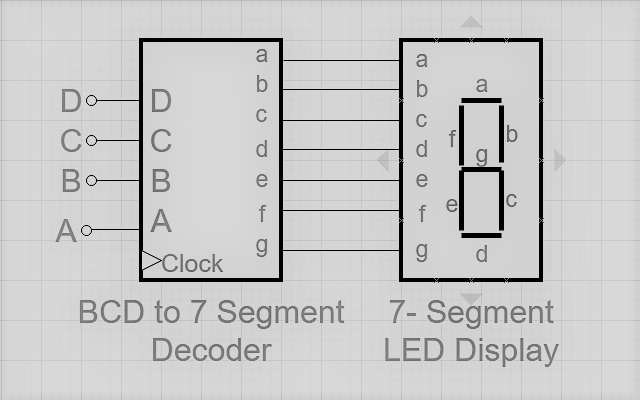 a
a
b
b
c
c
d
d
e
e
f
f
g
g
D
D
C
C
B
B
A
A
Clock
a
b
c
d
e
f
g
BCD to 7 Segment
Decoder
7- Segment
LED Display